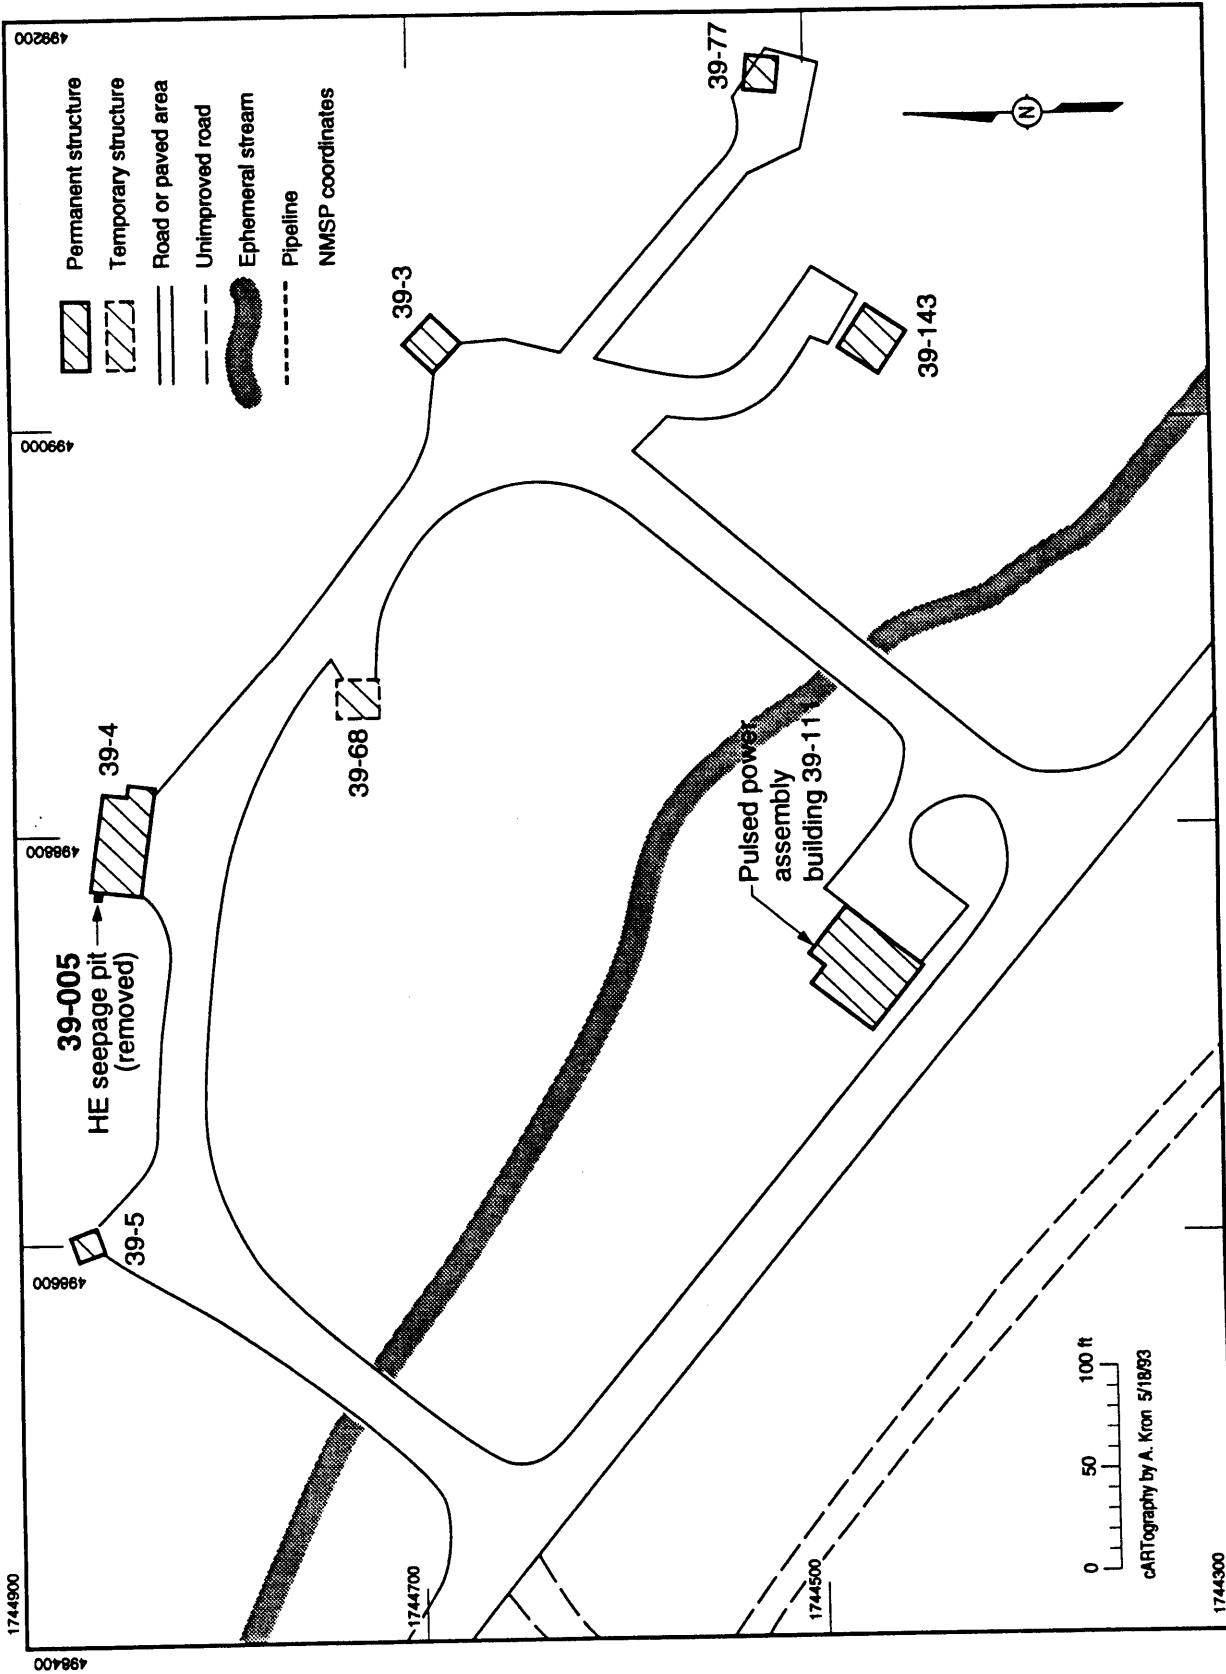 1744900
1744700
1744500
1744300
498400
498600
498800
499000
499200
39-005
HE seepage pit
(removed)
39-4
39-5
39-68
39-3
39-77
39-143
Pulsed power
assembly
building 39-111
Permanent structure
Temporary structure
Road or paved area
Unimproved road
Ephemeral stream
Pipeline
NMSP coordinates
N
0 50 100 ft
cARTography by A. Kron 5/18/93